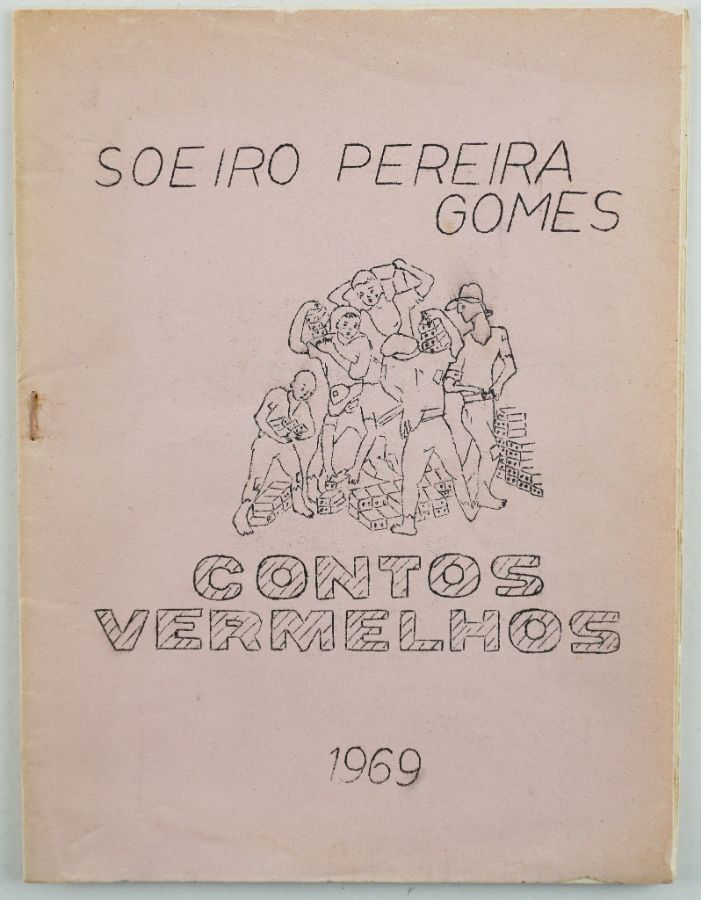 SOEIRO PEREIRA
GOMES
CONTOS
VERMELHOS
1969